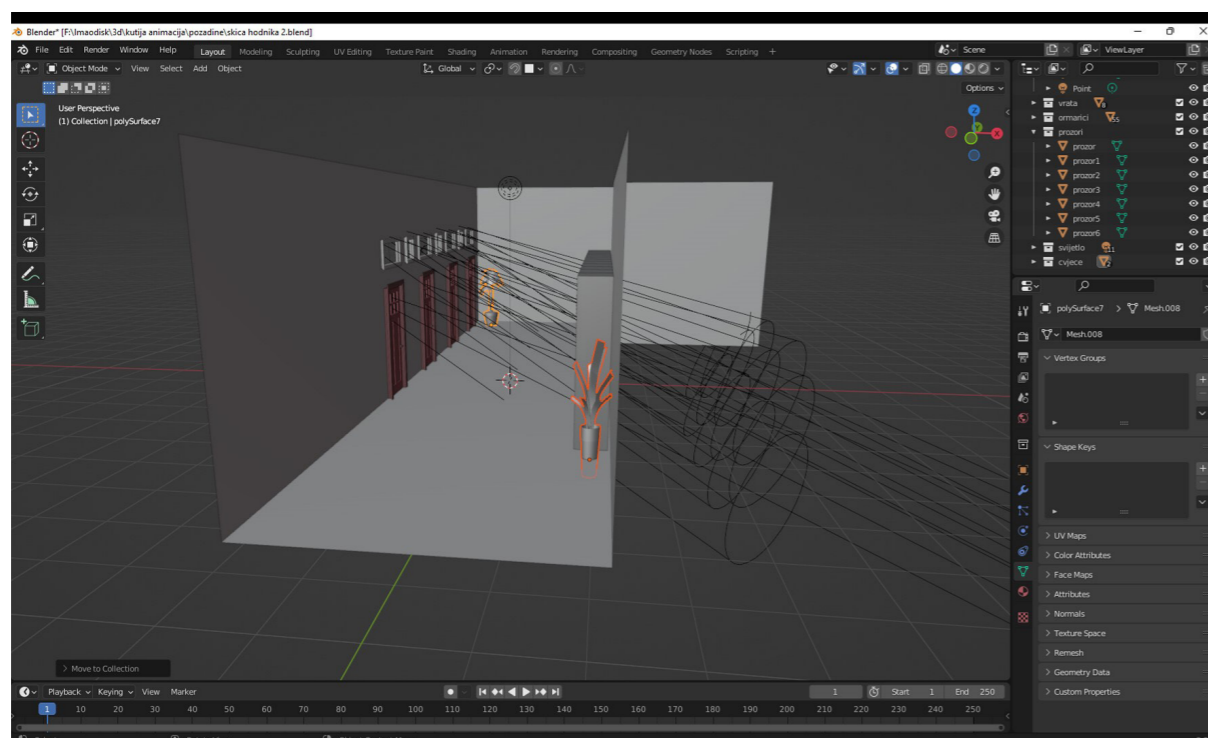 Blender* [F:\lmaodisk\3d\kutija animacija\pozadine\skica hodnika 2.blend]
File Edit Render Window Help Layout Modeling Sculpting UV Editing Texture Paint Shading Animation Rendering Compositing Geometry Nodes Scripting + Scene ViewLayer
Object Mode View Select Add Object Global
Options
User Perspective
(1) Collection | polySurface7
Z
X
Point
vrata 8
ormarici 55
prozori
prozor
prozor1
prozor2
prozor3
prozor4
prozor5
prozor6
svijetlo 11
cvjece 2
polySurface7 > Mesh.008
Mesh.008
Vertex Groups
Shape Keys
UV Maps
Color Attributes
Face Maps
Attributes
Normals
Texture Space
Remesh
Geometry Data
Custom Properties
> Move to Collection
Playback Keying View Marker 1 Start 1 End 250
1 10 20 30 40 50 60 70 80 90 100 110 120 130 140 150 160 170 180 190 200 210 220 230 240 250